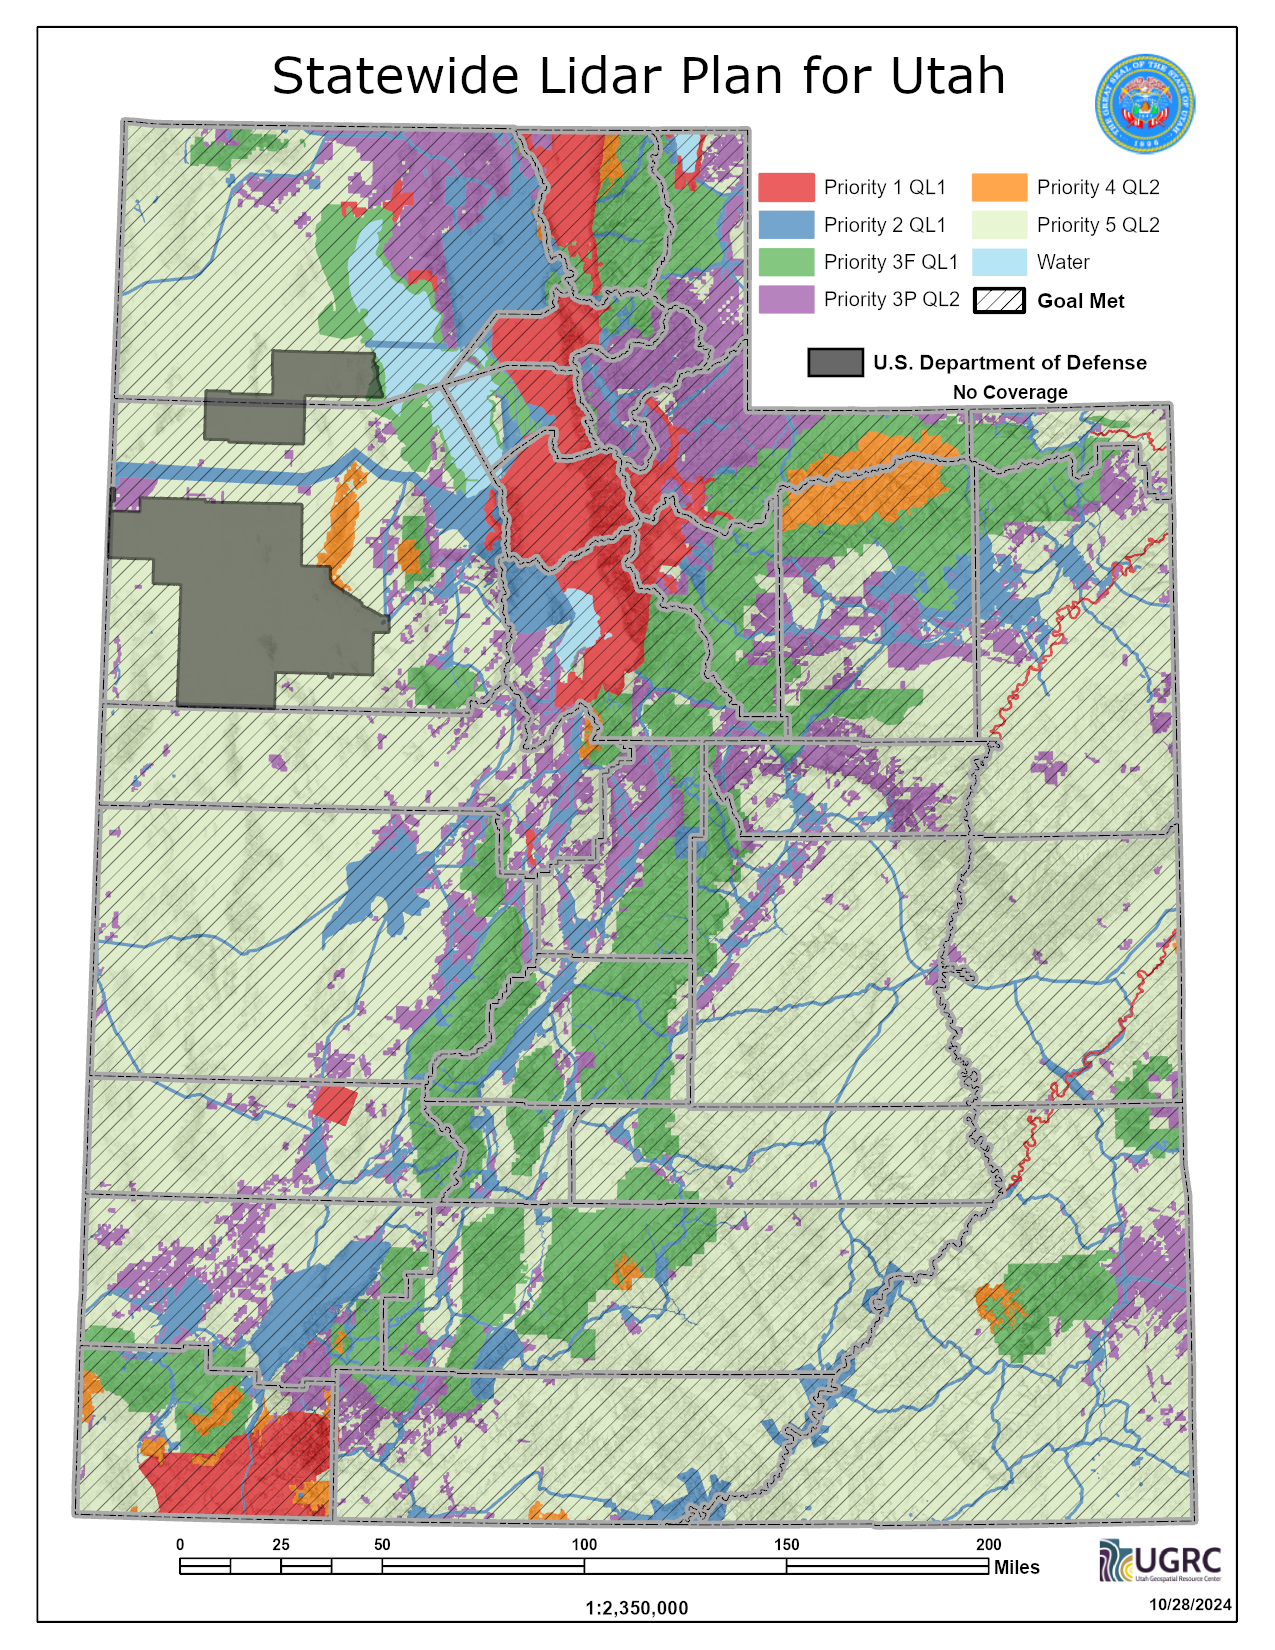 Statewide Lidar Plan for Utah
THE GREAT SEAL OF THE STATE OF UTAH
1896
Priority 1 QL1
Priority 4 QL2
Priority 2 QL1
Priority 5 QL2
Priority 3F QL1
Water
Priority 3P QL2
Goal Met
U.S. Department of Defense
No Coverage
0 25 50 100 150 200
Miles
UGRC
Utah Geospatial Resource Center
1:2,350,000
10/28/2024